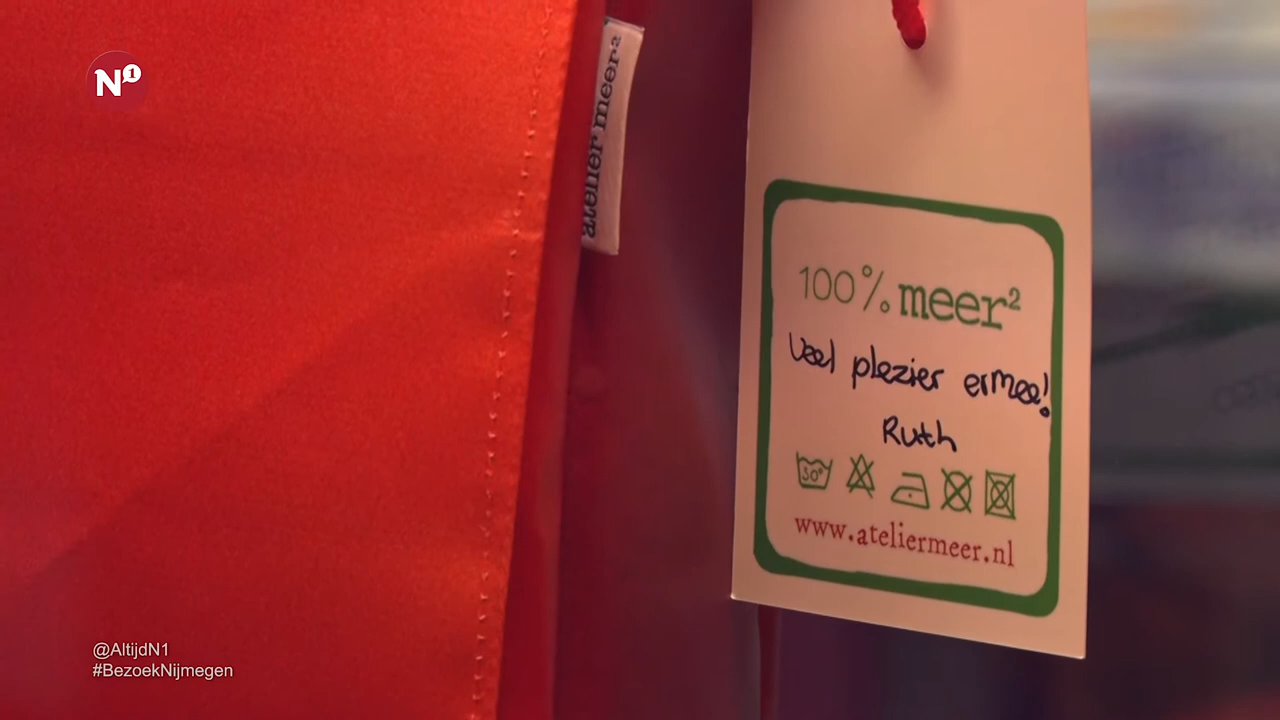 N1
atelier meer²
100% meer²
Veel plezier ermee!
Ruth
30°
www.ateliermeer.nl
@AltijdN1
#BezoekNijmegen